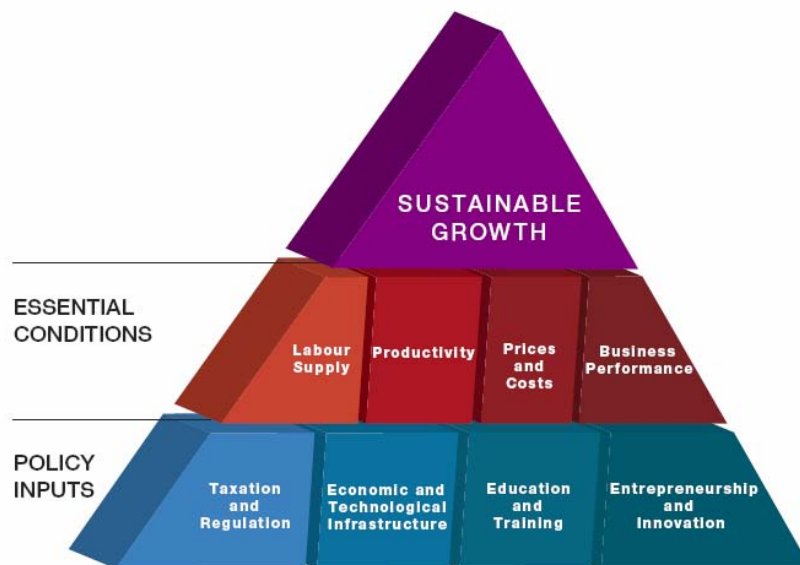 SUSTAINABLE
GROWTH
ESSENTIAL
CONDITIONS
Labour
Supply
Productivity
Prices
and
Costs
Business
Performance
POLICY
INPUTS
Taxation
and
Regulation
Economic and
Technological
Infrastructure
Education
and
Training
Entrepreneurship
and
Innovation